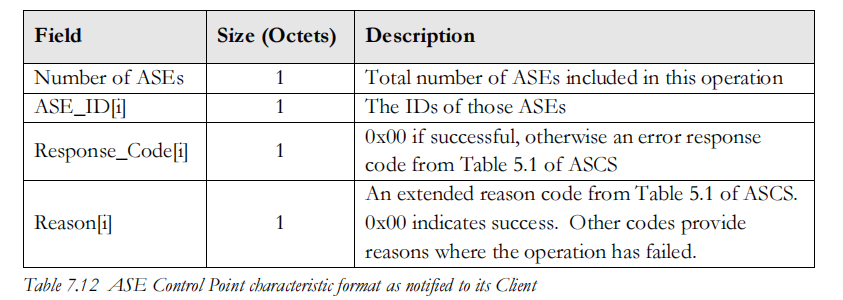 Field Size (Octets) Description
Number of ASEs 1 Total number of ASEs included in this operation
ASE_ID[i] 1 The IDs of those ASEs
Response_Code[i] 1 0x00 if successful, otherwise an error response
code from Table 5.1 of ASCS
Reason[i] 1 An extended reason code from Table 5.1 of ASCS.
0x00 indicates success. Other codes provide
reasons where the operation has failed.
Table 7.12 ASE Control Point characteristic format as notified to its Client